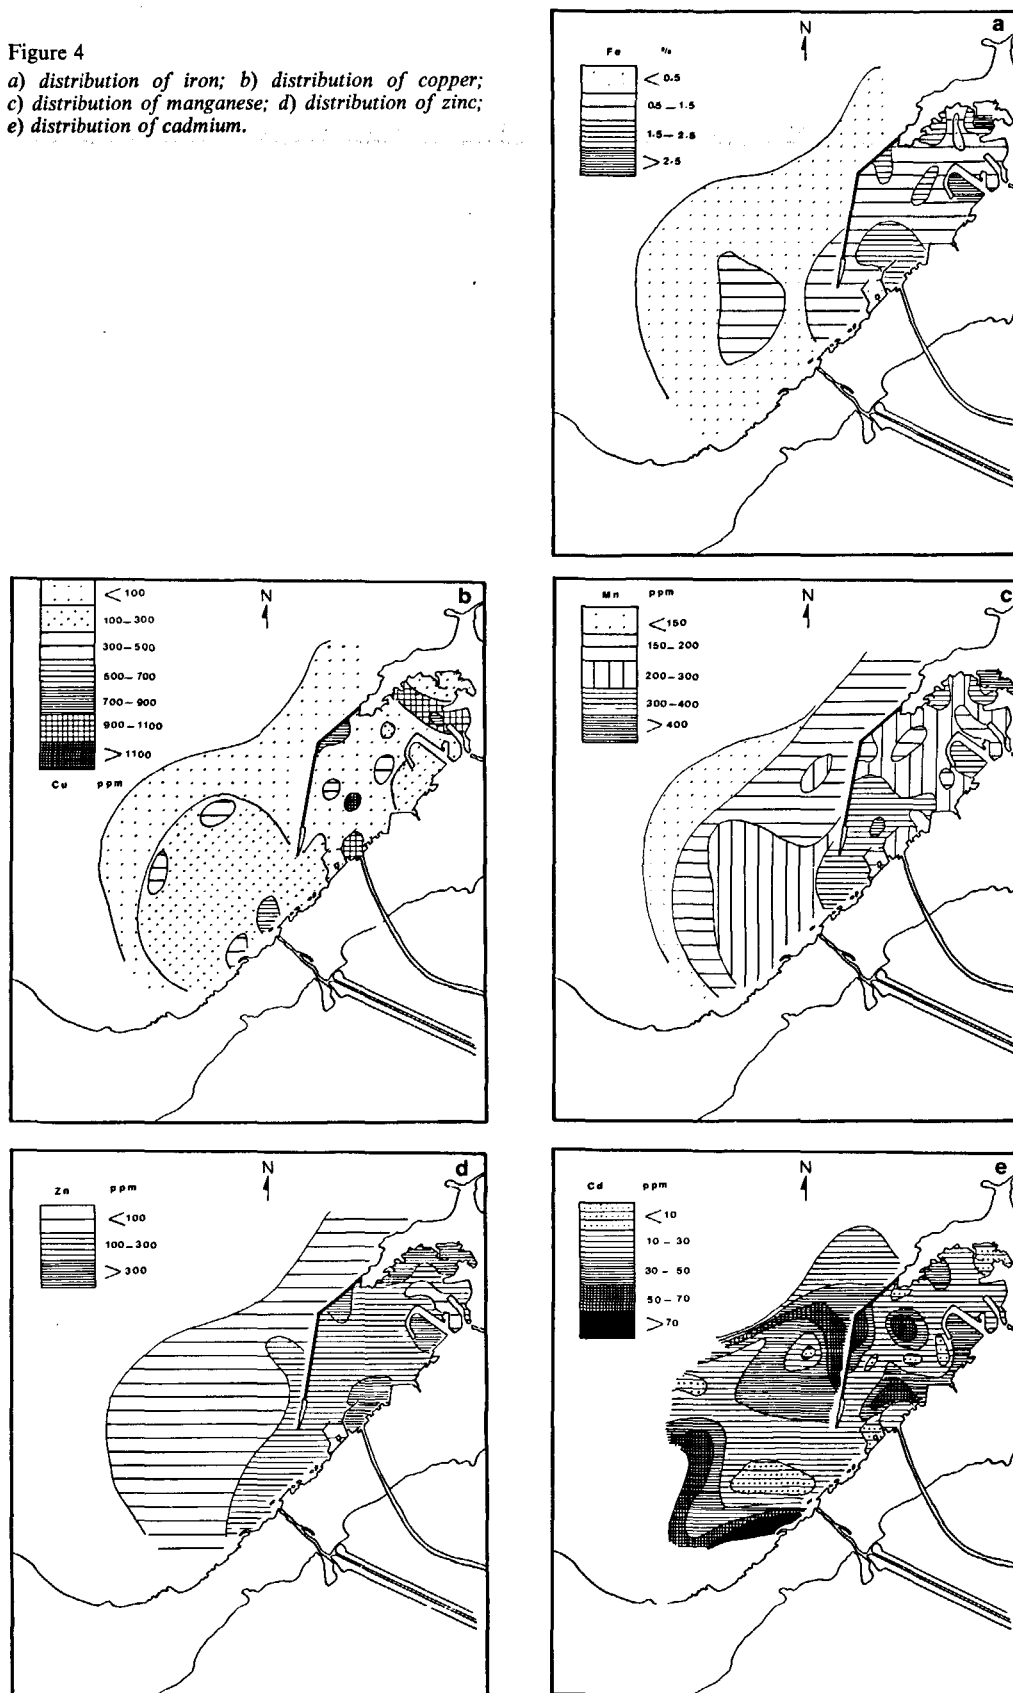 Figure 4
a) distribution of iron; b) distribution of copper;
c) distribution of manganese; d) distribution of zinc;
e) distribution of cadmium.
a
N
Fe %
< 0.5
0.5 – 1.5
1.5 – 2.5
> 2.5
b
N
< 100
100 – 300
300 – 500
500 – 700
700 – 900
900 – 1100
> 1100
Cu ppm
c
N
Mn ppm
< 150
150 – 200
200 – 300
300 – 400
> 400
d
N
Zn ppm
< 100
100 – 300
> 300
e
N
Cd ppm
< 10
10 – 30
30 – 50
50 – 70
> 70